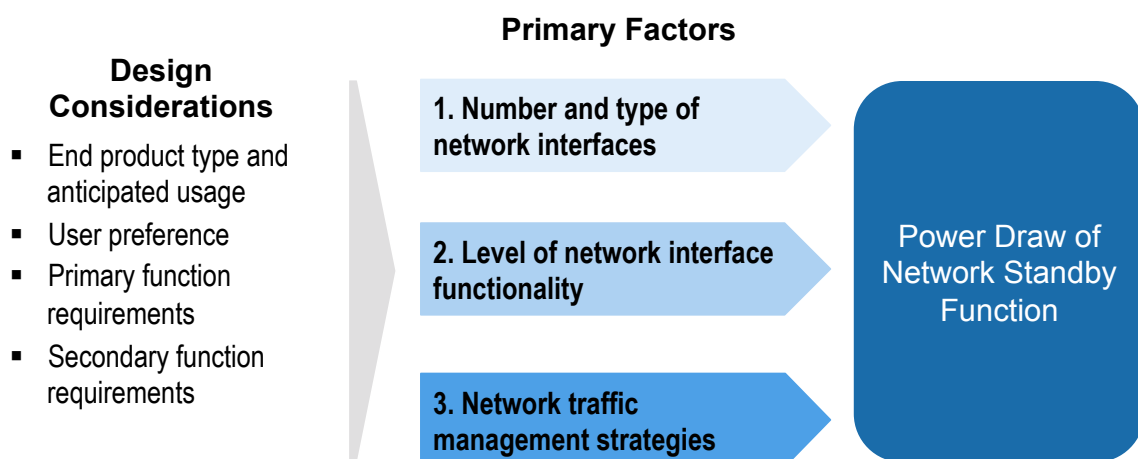 Primary Factors
Design
Considerations
▪ End product type and
anticipated usage
▪ User preference
▪ Primary function
requirements
▪ Secondary function
requirements
1. Number and type of
network interfaces
2. Level of network interface
functionality
3. Network traffic
management strategies
Power Draw of
Network Standby
Function